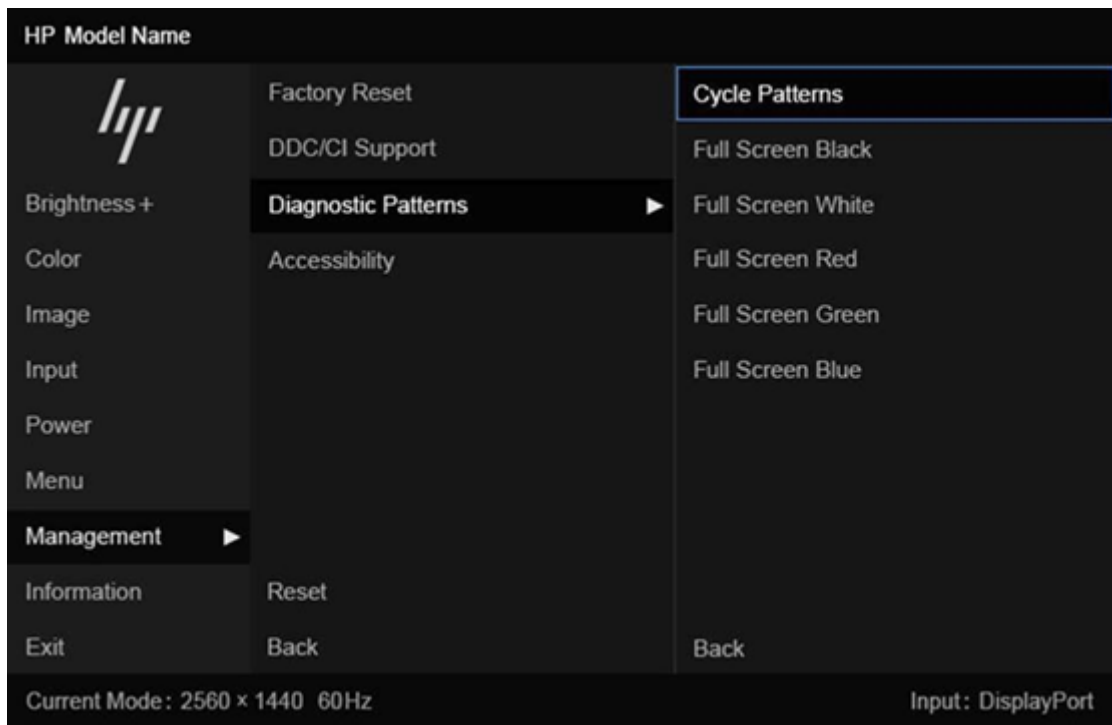 HP Model Name
hp
Brightness+
Color
Image
Input
Power
Menu
Management ▶
Information
Exit
Factory Reset
DDC/CI Support
Diagnostic Patterns ▶
Accessibility
Reset
Back
Cycle Patterns
Full Screen Black
Full Screen White
Full Screen Red
Full Screen Green
Full Screen Blue
Back
Current Mode: 2560 × 1440 60Hz
Input: DisplayPort